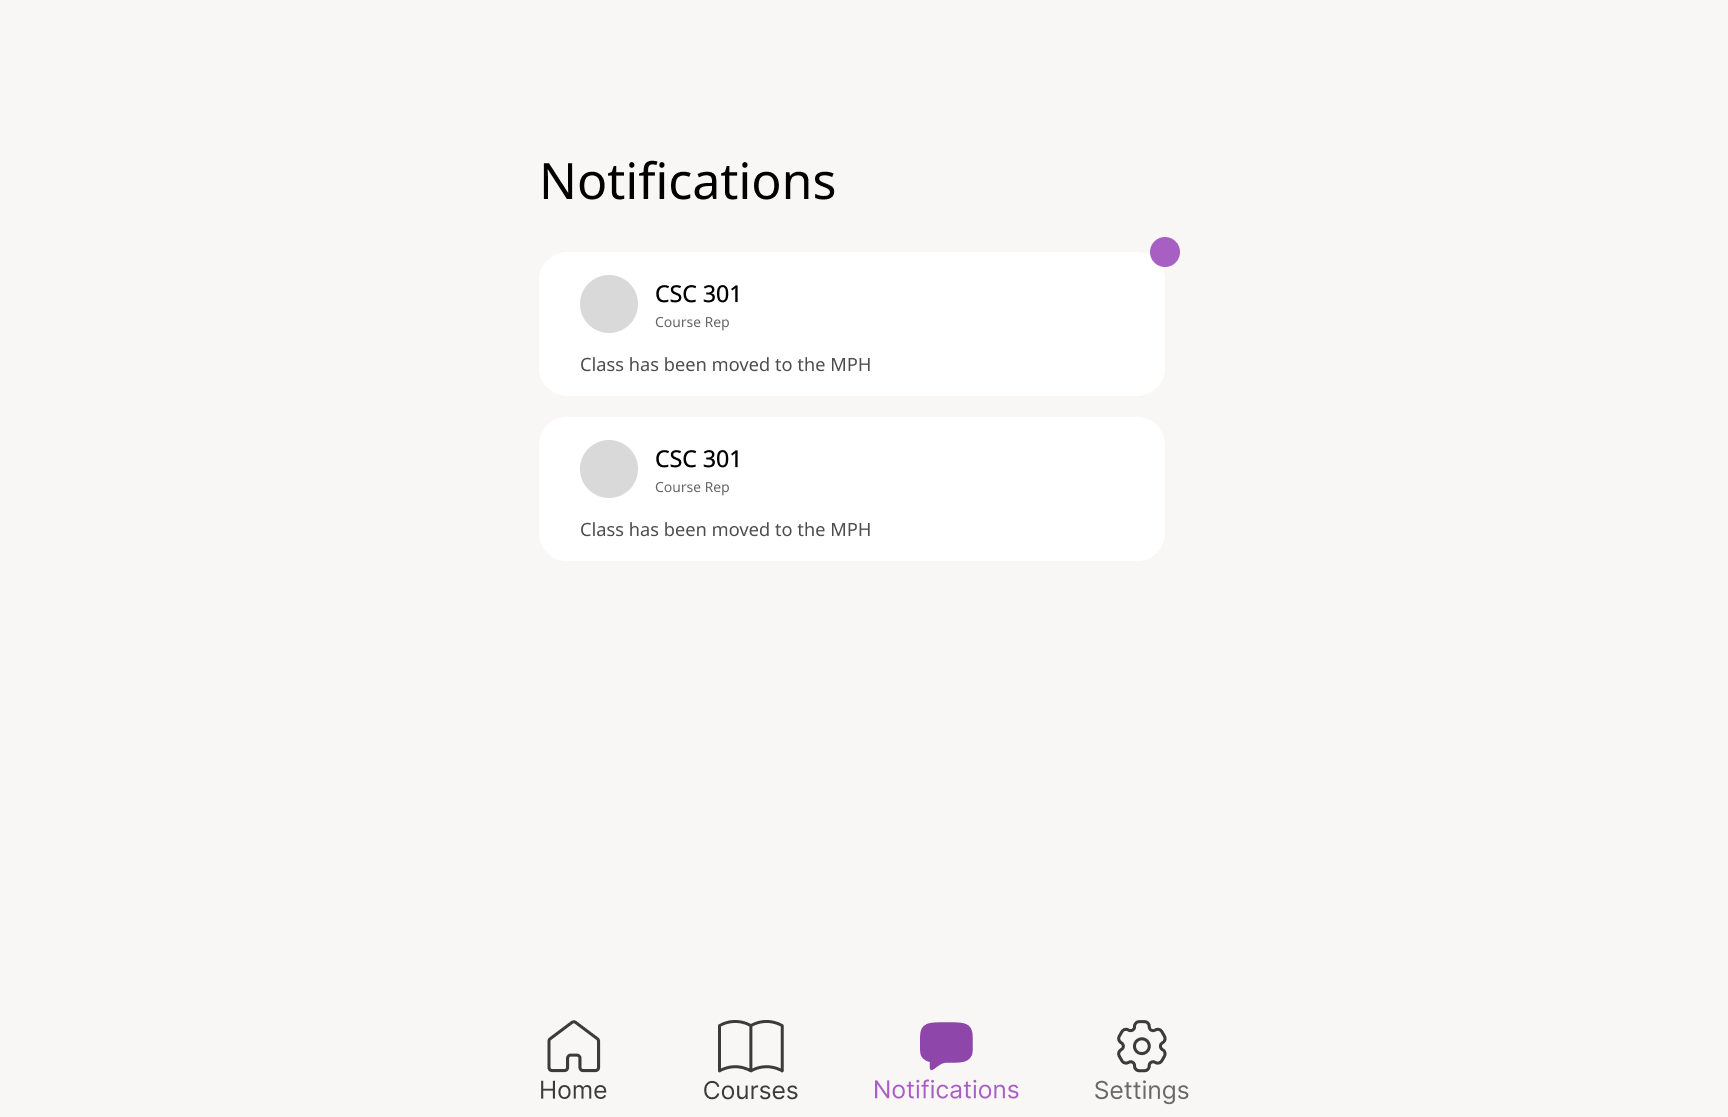 Notifications
CSC 301
Course Rep
Class has been moved to the MPH
CSC 301
Course Rep
Class has been moved to the MPH
Home
Courses
Notifications
Settings